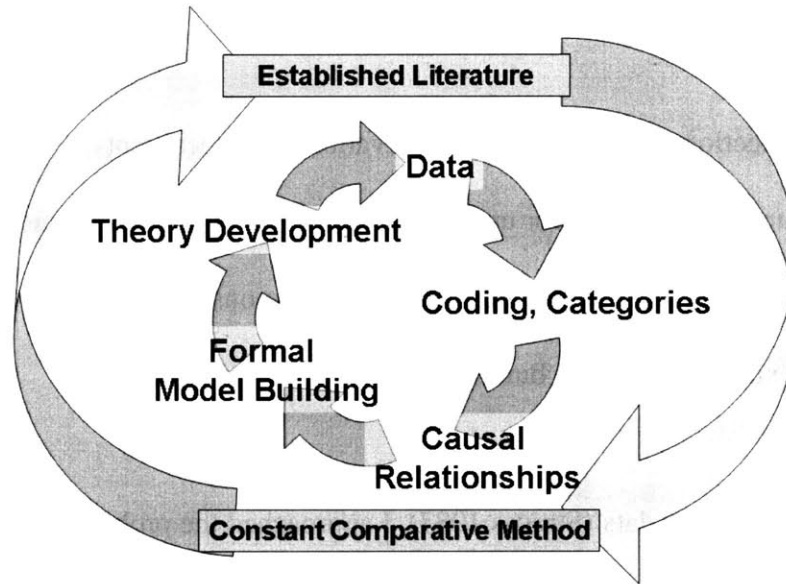 Established Literature
Data
Theory Development
Coding, Categories
Formal
Model Building
Causal
Relationships
Constant Comparative Method